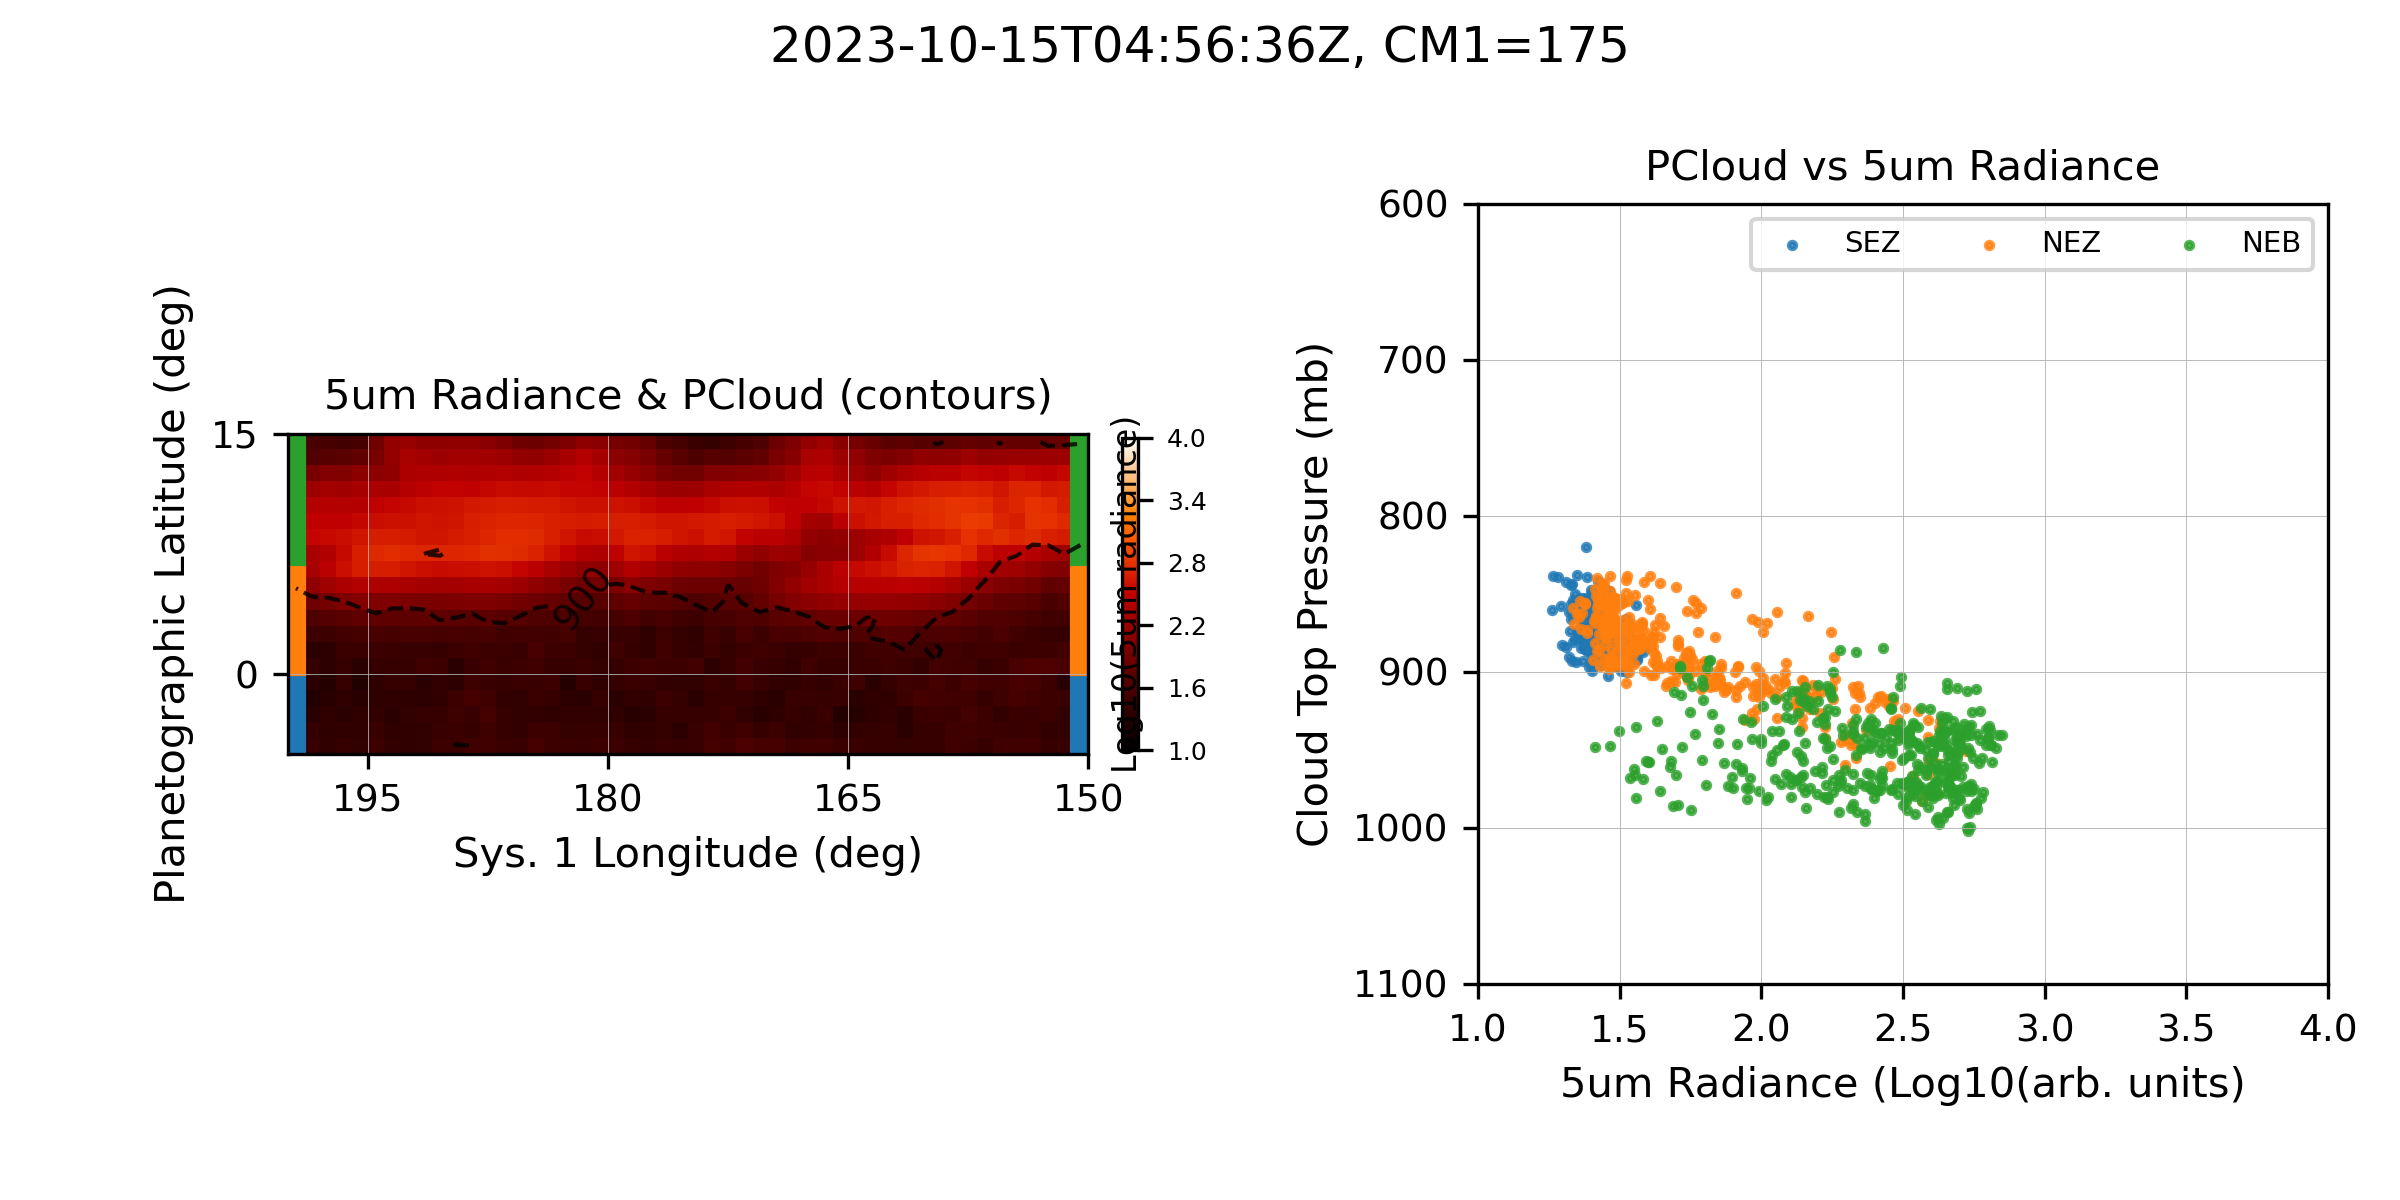 2023-10-15T04:56:36Z, CM1=175
5um Radiance & PCloud (contours)
Planetographic Latitude (deg)
15
0
900
195
180
165
150
Sys. 1 Longitude (deg)
Log10(5um radiance)
4.0
3.4
2.8
2.2
1.6
1.0
PCloud vs 5um Radiance
SEZ NEZ NEB
Cloud Top Pressure (mb)
600
700
800
900
1000
1100
1.0 1.5 2.0 2.5 3.0 3.5 4.0
5um Radiance (Log10(arb. units)